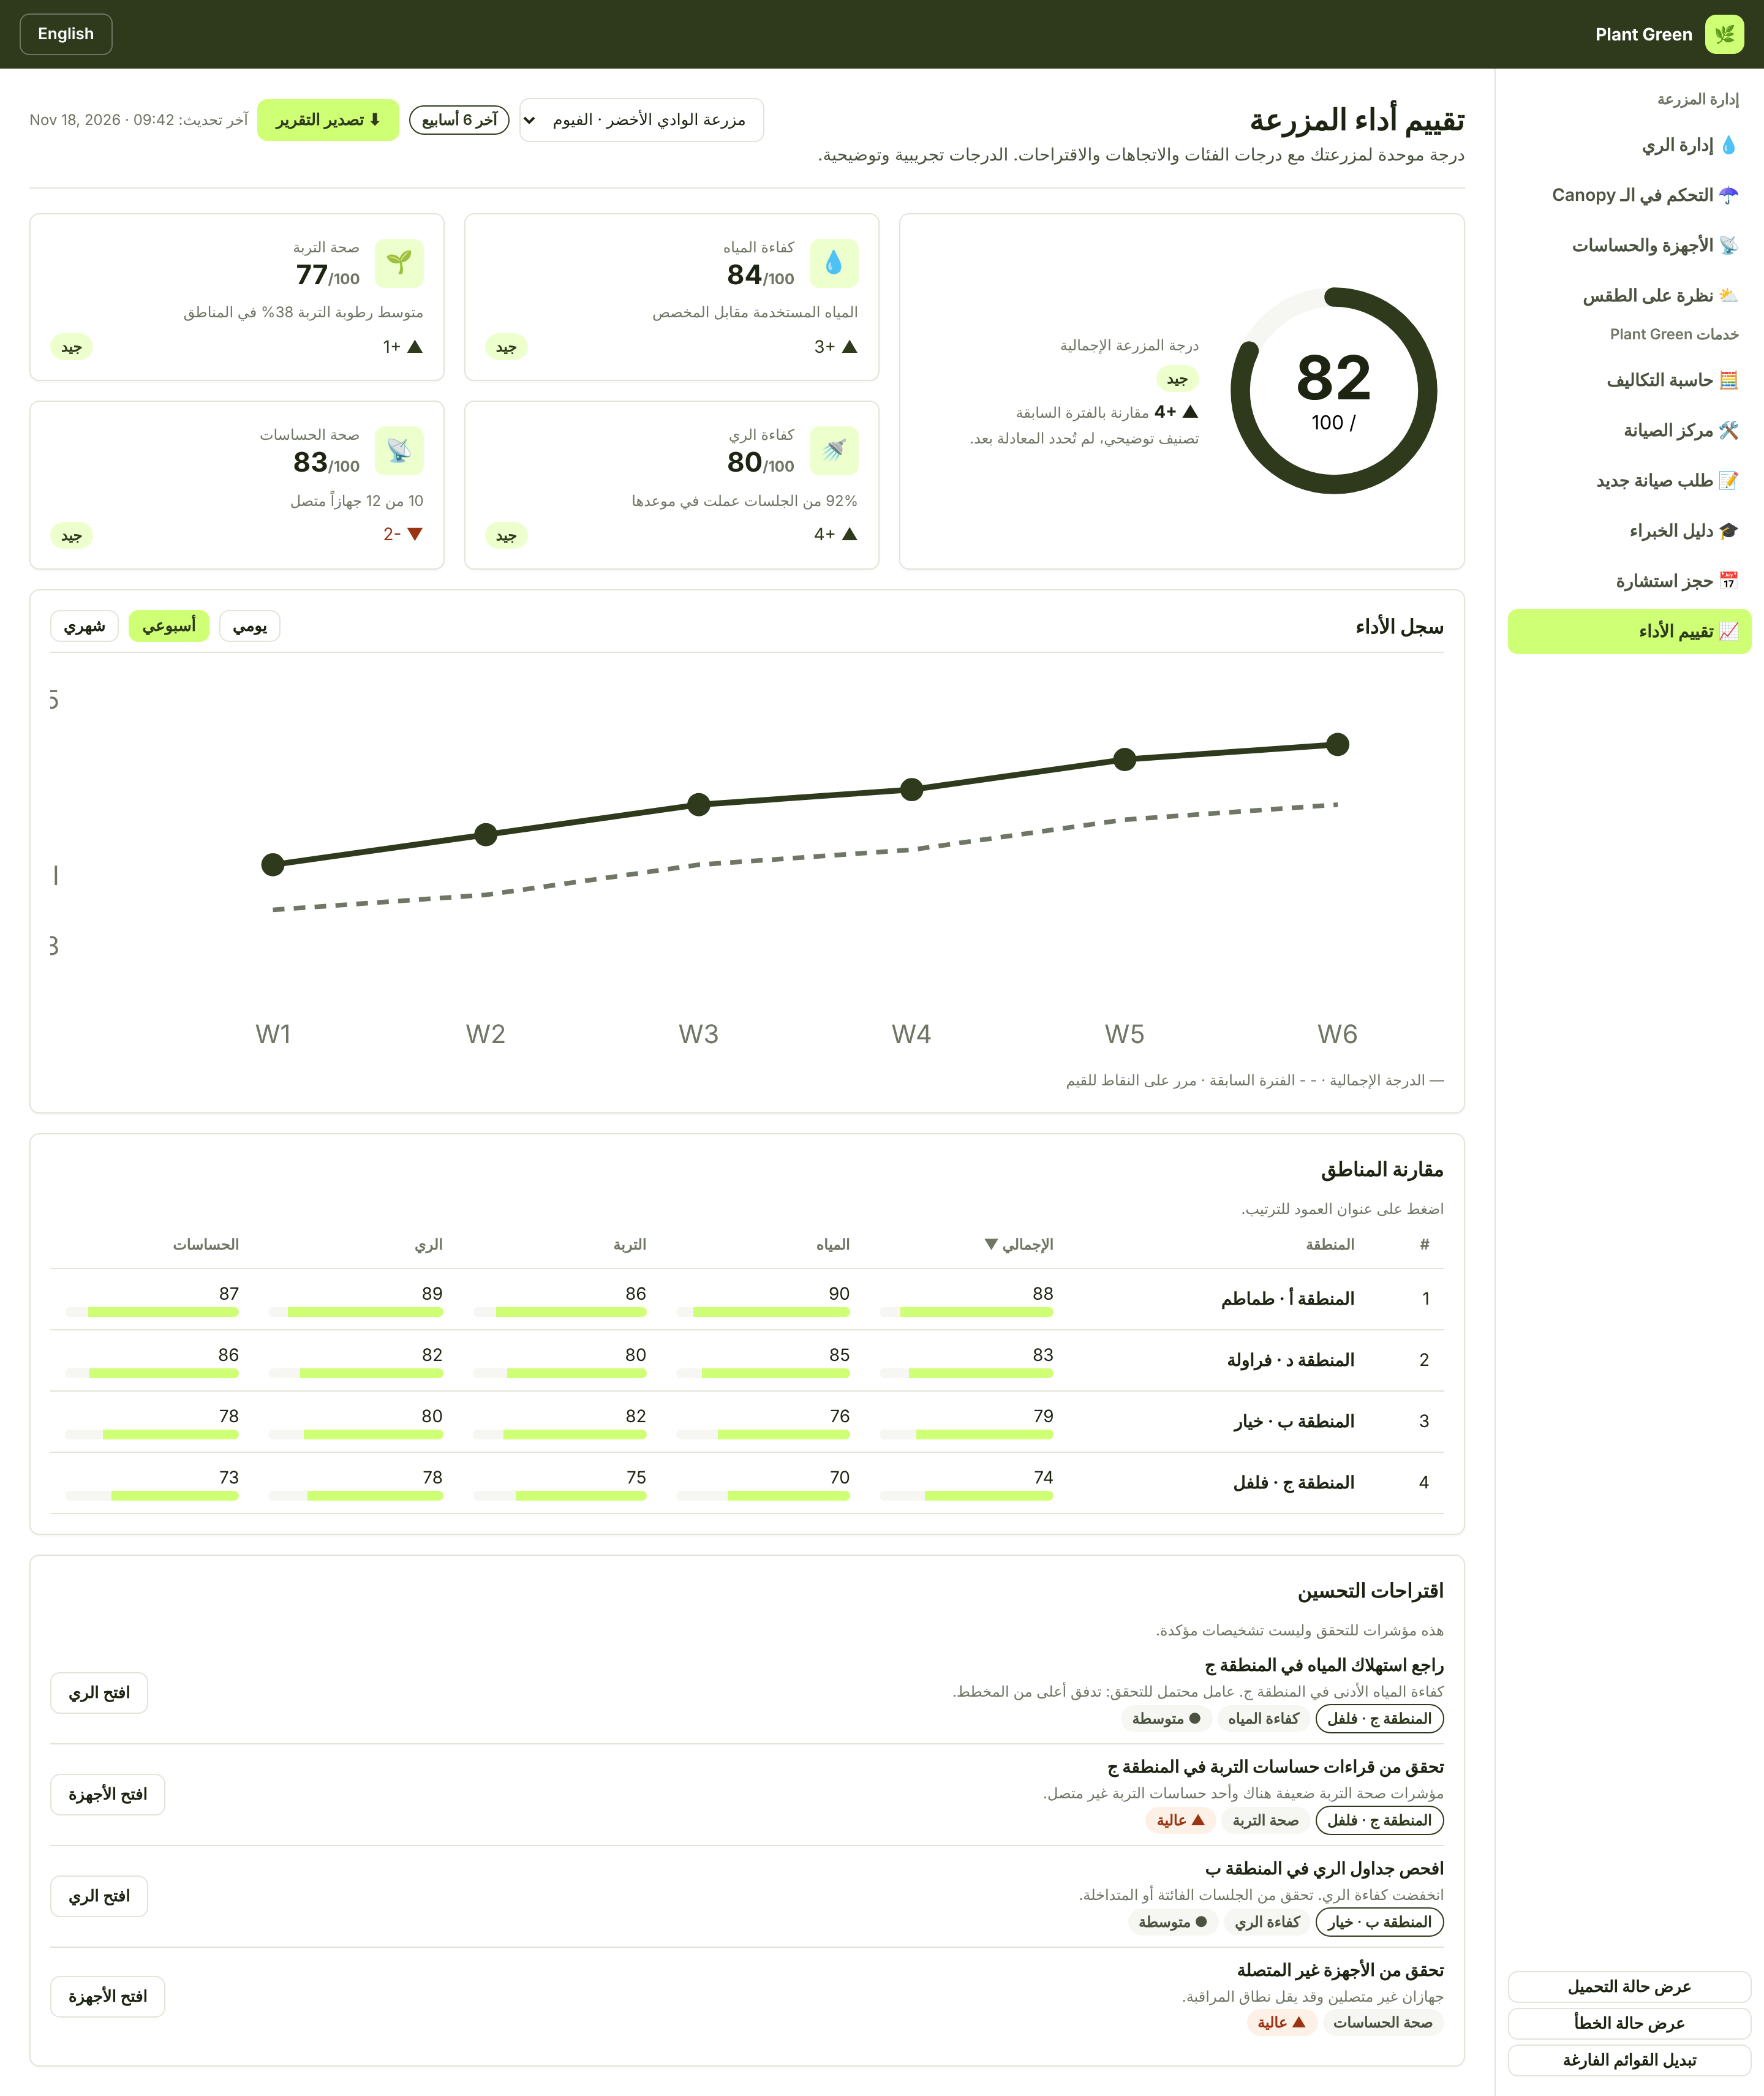 Plant Green
English
إدارة المزرعة
إدارة الري
التحكم في الـ Canopy
الأجهزة والحساسات
نظرة على الطقس
خدمات Plant Green
حاسبة التكاليف
مركز الصيانة
طلب صيانة جديد
دليل الخبراء
حجز استشارة
تقييم الأداء
عرض حالة التحميل
عرض حالة الخطأ
تبديل القوائم الفارغة
تقييم أداء المزرعة
درجة موحدة لمزرعتك مع درجات الفئات والاتجاهات والاقتراحات. الدرجات تجريبية وتوضيحية.
مزرعة الوادي الأخضر · الفيوم
آخر 6 أسابيع
⬇ تصدير التقرير
آخر تحديث: Nov 18, 2026 · 09:42
82
/ 100
درجة المزرعة الإجمالية
جيد
▲ +4 مقارنة بالفترة السابقة
تصنيف توضيحي، لم تُحدد المعادلة بعد.
كفاءة المياه
84/100
المياه المستخدمة مقابل المخصص
▲ +3
جيد
صحة التربة
77/100
متوسط رطوبة التربة 38% في المناطق
▲ +1
جيد
كفاءة الري
80/100
92% من الجلسات عملت في موعدها
▲ +4
جيد
صحة الحساسات
83/100
10 من 12 جهازاً متصل
▼ -2
جيد
سجل الأداء
يومي
أسبوعي
شهري
W1 W2 W3 W4 W5 W6
— الدرجة الإجمالية · - - الفترة السابقة · مرر على النقاط للقيم
مقارنة المناطق
اضغط على عنوان العمود للترتيب.
# المنطقة الإجمالي ▼ المياه التربة الري الحساسات
1 المنطقة أ · طماطم 88 90 86 89 87
2 المنطقة د · فراولة 83 85 80 82 86
3 المنطقة ب · خيار 79 76 82 80 78
4 المنطقة ج · فلفل 74 70 75 78 73
اقتراحات التحسين
هذه مؤشرات للتحقق وليست تشخيصات مؤكدة.
راجع استهلاك المياه في المنطقة ج
كفاءة المياه الأدنى في المنطقة ج. عامل محتمل للتحقق: تدفق أعلى من المخطط.
المنطقة ج · فلفل كفاءة المياه ● متوسطة
افتح الري
تحقق من قراءات حساسات التربة في المنطقة ج
مؤشرات صحة التربة ضعيفة هناك وأحد حساسات التربة غير متصل.
المنطقة ج · فلفل صحة التربة ▲ عالية
افتح الأجهزة
افحص جداول الري في المنطقة ب
انخفضت كفاءة الري. تحقق من الجلسات الفائتة أو المتداخلة.
المنطقة ب · خيار كفاءة الري ● متوسطة
افتح الري
تحقق من الأجهزة غير المتصلة
جهازان غير متصلين وقد يقل نطاق المراقبة.
صحة الحساسات ▲ عالية
افتح الأجهزة